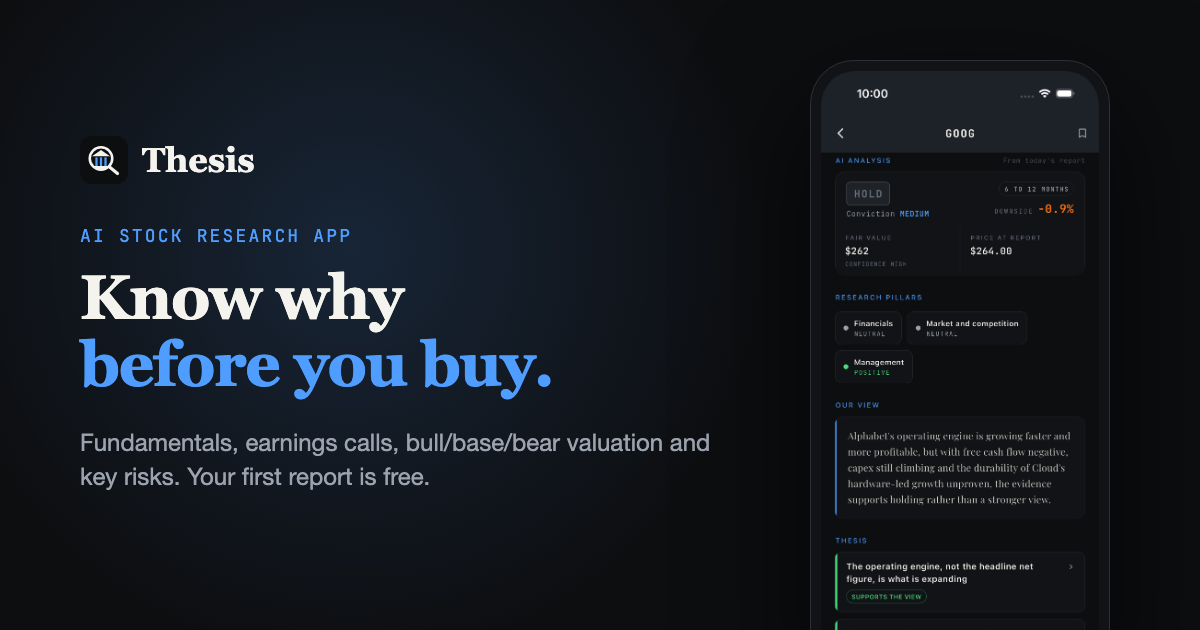 Thesis
AI STOCK RESEARCH APP
Know why
before you buy.
Fundamentals, earnings calls, bull/base/bear valuation and
key risks. Your first report is free.
10:00
GOOG
AI ANALYSIS From today's report
HOLD 6 TO 12 MONTHS
Conviction MEDIUM DOWNSIDE -0.9%
FAIR VALUE PRICE AT REPORT
$262 $264.00
CONFIDENCE HIGH
RESEARCH PILLARS
Financials Market and competition
NEUTRAL NEUTRAL
Management
POSITIVE
OUR VIEW
Alphabet's operating engine is growing faster and
more profitable, but with free cash flow negative,
capex still climbing and the durability of Cloud's
hardware-led growth unproven, the evidence
supports holding rather than a stronger view.
THESIS
The operating engine, not the headline net
figure, is what is expanding
SUPPORTS THE VIEW